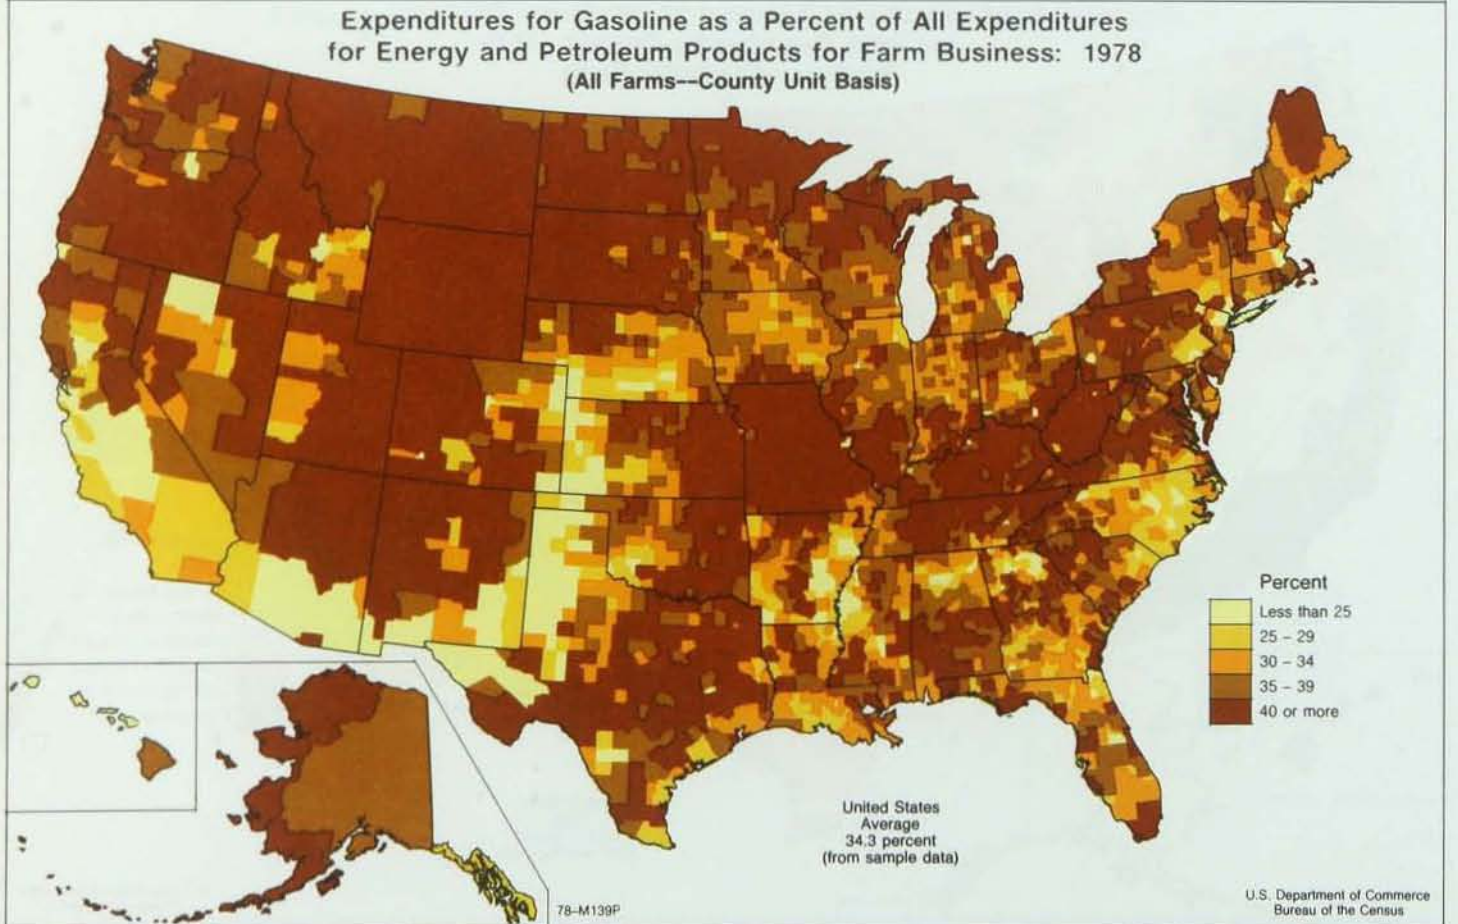 Expenditures for Gasoline as a Percent of All Expenditures
for Energy and Petroleum Products for Farm Business: 1978
(All Farms--County Unit Basis)
Percent
Less than 25
25 - 29
30 - 34
35 - 39
40 or more
United States
Average
34.3 percent
(from sample data)
78-M139P
U.S. Department of Commerce
Bureau of the Census